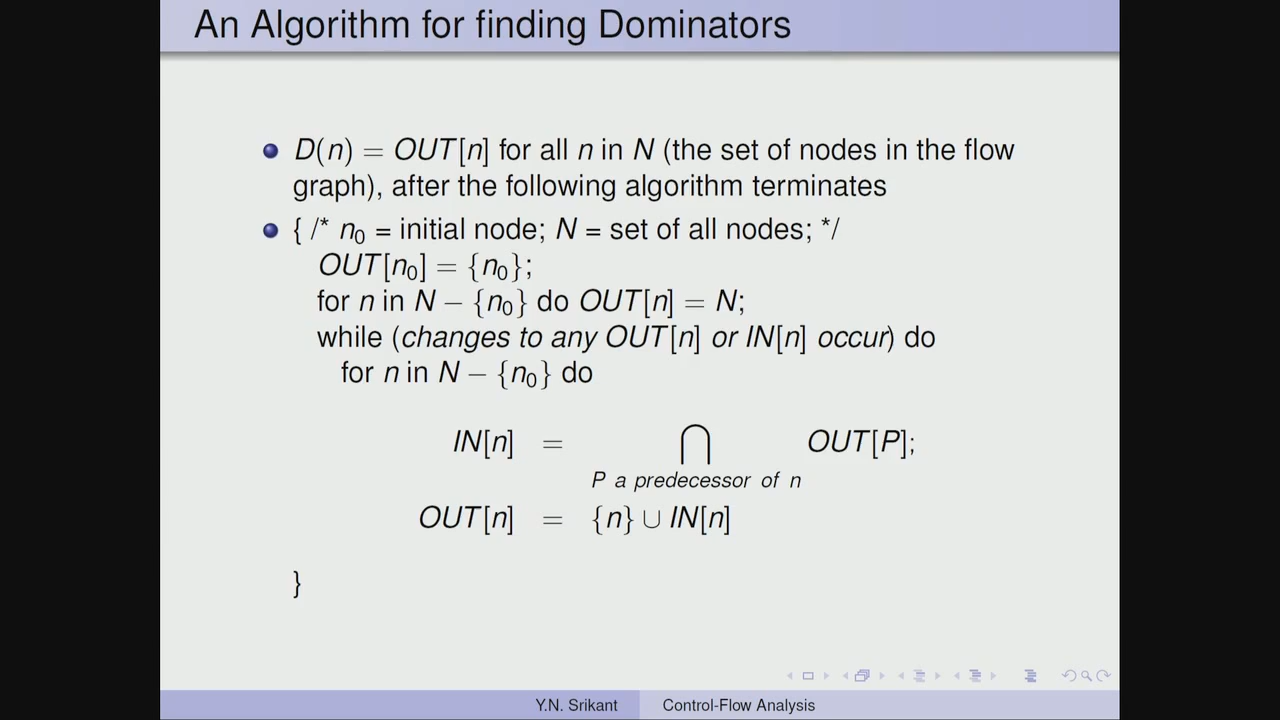 An Algorithm for finding Dominators
D(n) = OUT[n] for all n in N (the set of nodes in the flow
graph), after the following algorithm terminates
{ /* n₀ = initial node; N = set of all nodes; */
OUT[n₀] = {n₀};
for n in N − {n₀} do OUT[n] = N;
while (changes to any OUT[n] or IN[n] occur) do
for n in N − {n₀} do
IN[n] = ⋂ OUT[P];
P a predecessor of n
OUT[n] = {n} ∪ IN[n]
}
Y.N. Srikant Control-Flow Analysis